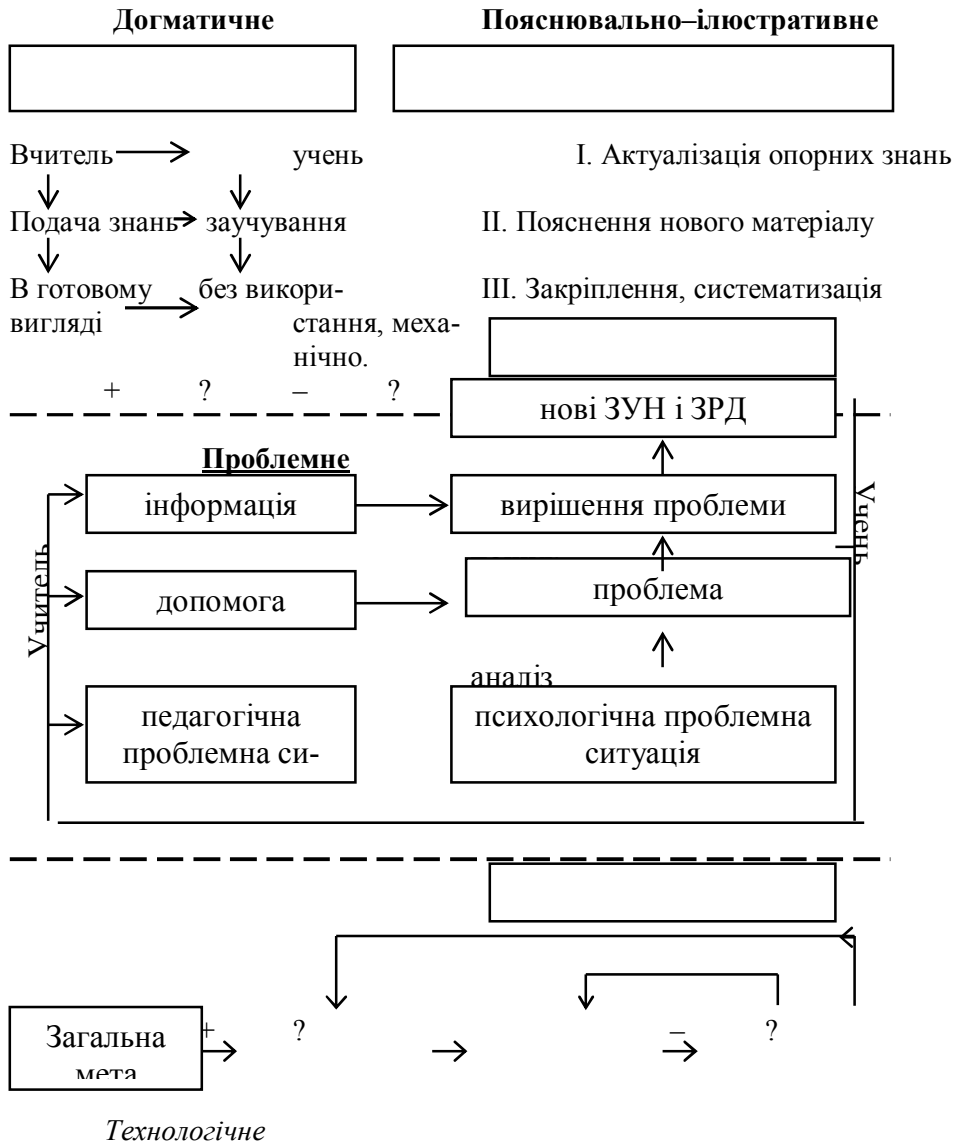 Догматичне Пояснювально–ілюстративне
Вчитель учень І. Актуалізація опорних знань
Подача знань заучування ІІ. Пояснення нового матеріалу
В готовому без викори- ІІІ. Закріплення, систематизація
вигляді стання, меха-
нічно.
+ ? – ?
нові ЗУН і ЗРД
Проблемне
інформація вирішення проблеми
Учитель
Учень
допомога проблема
аналіз
педагогічна психологічна проблемна
проблемна си- ситуація
+ ? – ?
Загальна
мета
Технологічне